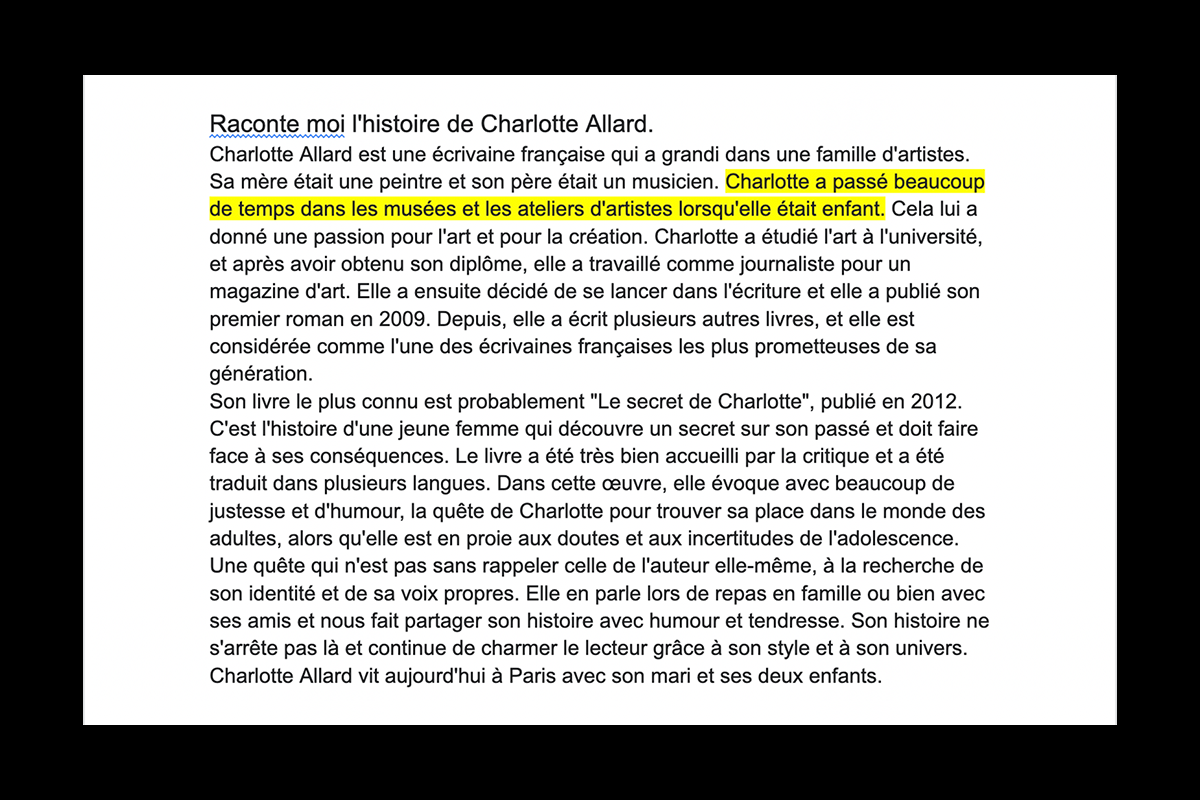 Raconte moi l'histoire de Charlotte Allard.
Charlotte Allard est une écrivaine française qui a grandi dans une famille d'artistes.
Sa mère était une peintre et son père était un musicien. Charlotte a passé beaucoup
de temps dans les musées et les ateliers d'artistes lorsqu'elle était enfant. Cela lui a
donné une passion pour l'art et pour la création. Charlotte a étudié l'art à l'université,
et après avoir obtenu son diplôme, elle a travaillé comme journaliste pour un
magazine d'art. Elle a ensuite décidé de se lancer dans l'écriture et elle a publié son
premier roman en 2009. Depuis, elle a écrit plusieurs autres livres, et elle est
considérée comme l'une des écrivaines françaises les plus prometteuses de sa
génération.
Son livre le plus connu est probablement "Le secret de Charlotte", publié en 2012.
C'est l'histoire d'une jeune femme qui découvre un secret sur son passé et doit faire
face à ses conséquences. Le livre a été très bien accueilli par la critique et a été
traduit dans plusieurs langues. Dans cette œuvre, elle évoque avec beaucoup de
justesse et d'humour, la quête de Charlotte pour trouver sa place dans le monde des
adultes, alors qu'elle est en proie aux doutes et aux incertitudes de l'adolescence.
Une quête qui n'est pas sans rappeler celle de l'auteur elle-même, à la recherche de
son identité et de sa voix propres. Elle en parle lors de repas en famille ou bien avec
ses amis et nous fait partager son histoire avec humour et tendresse. Son histoire ne
s'arrête pas là et continue de charmer le lecteur grâce à son style et à son univers.
Charlotte Allard vit aujourd'hui à Paris avec son mari et ses deux enfants.